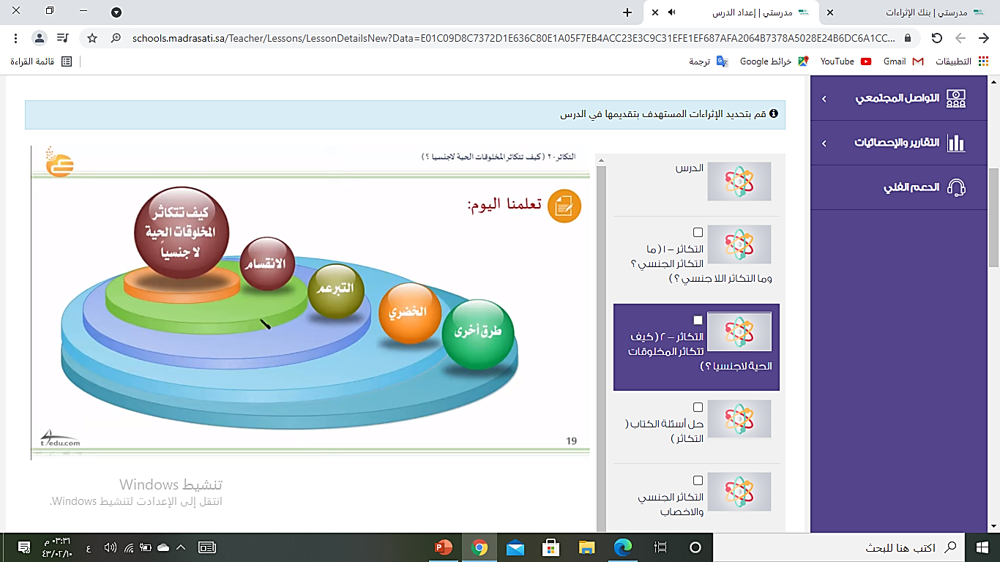 مدرستي | بنك الإثراءات
مدرستي | إعداد الدرس
schools.madrasati.sa/Teacher/Lessons/LessonDetailsNew?Data=E01C09D8C7372D1E636C80E1A05F7EB4ACC23E3C9C31EFE1EF687AFA2064B7378A5028E24B6DC6A1CC...
التطبيقات
Gmail
YouTube
خرائط Google
ترجمة
قائمة القراءة
التواصل المجتمعي
التقارير والإحصائيات
الدعم الفني
قم بتحديد الإثراءات المستهدف بتقديمها في الدرس
الدرس
التكاثر – ١ ( ما
التكاثر الجنسي ؟
وما التكاثر اللا جنسي ؟ )
التكاثر – ٢ ( كيف
تتكاثر المخلوقات
الحية لاجنسيا ؟ )
حل أسئلة الكتاب (
التكاثر )
التكاثر الجنسي
والاخصاب
التكاثر-٢ ( كيف تتكاثر المخلوقات الحية لاجنسيا ؟ )
تعلمنا اليوم:
كيف تتكاثر
المخلوقات الحية
لا جنسياً
الانقسام
التبرعم
الخضري
طرق أخرى
t4edu.com
19
تنشيط Windows
انتقل إلى الإعدادت لتنشيط Windows.
اكتب هنا للبحث
ع
٠٣:٣٦ م
٤٣/٠٢/١٠